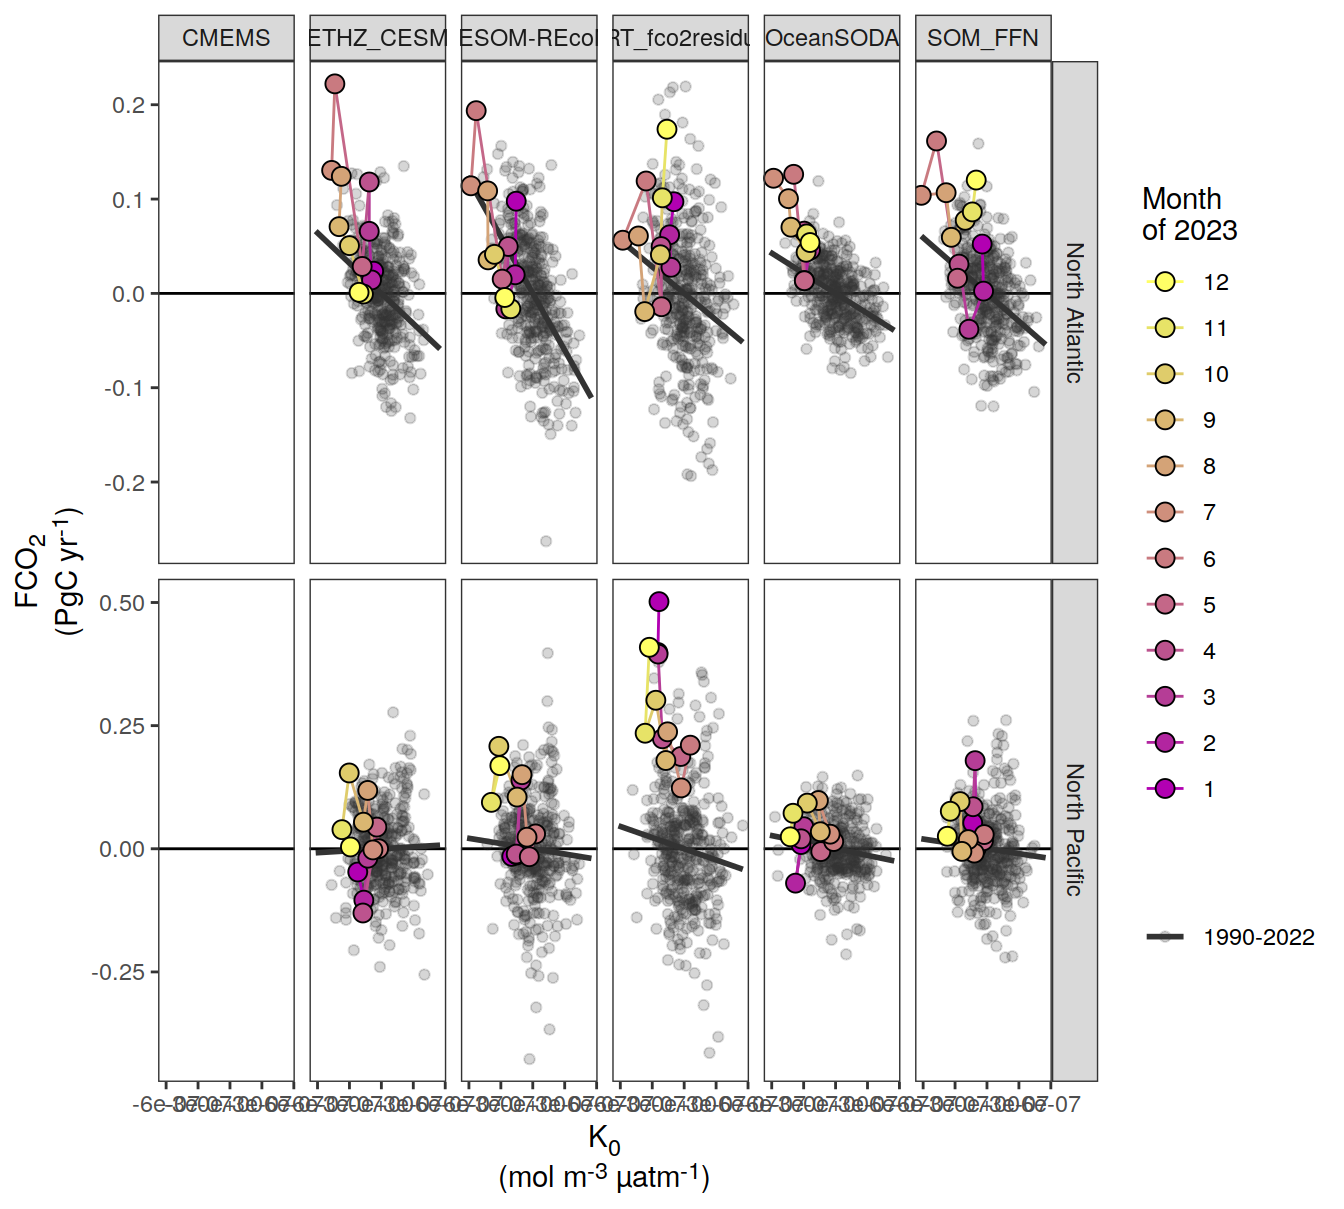 CMEMS
ETHZ_CESM
ESOM-REcoM
RT_fco2residu
OceanSODA
SOM_FFN
0.2
0.1
0.0
-0.1
-0.2
North Atlantic
0.50
0.25
0.00
-0.25
North Pacific
FCO2
(PgC yr-1)
K0
(mol m-3 µatm-1)
Month
of 2023
12
11
10
9
8
7
6
5
4
3
2
1
1990-2022